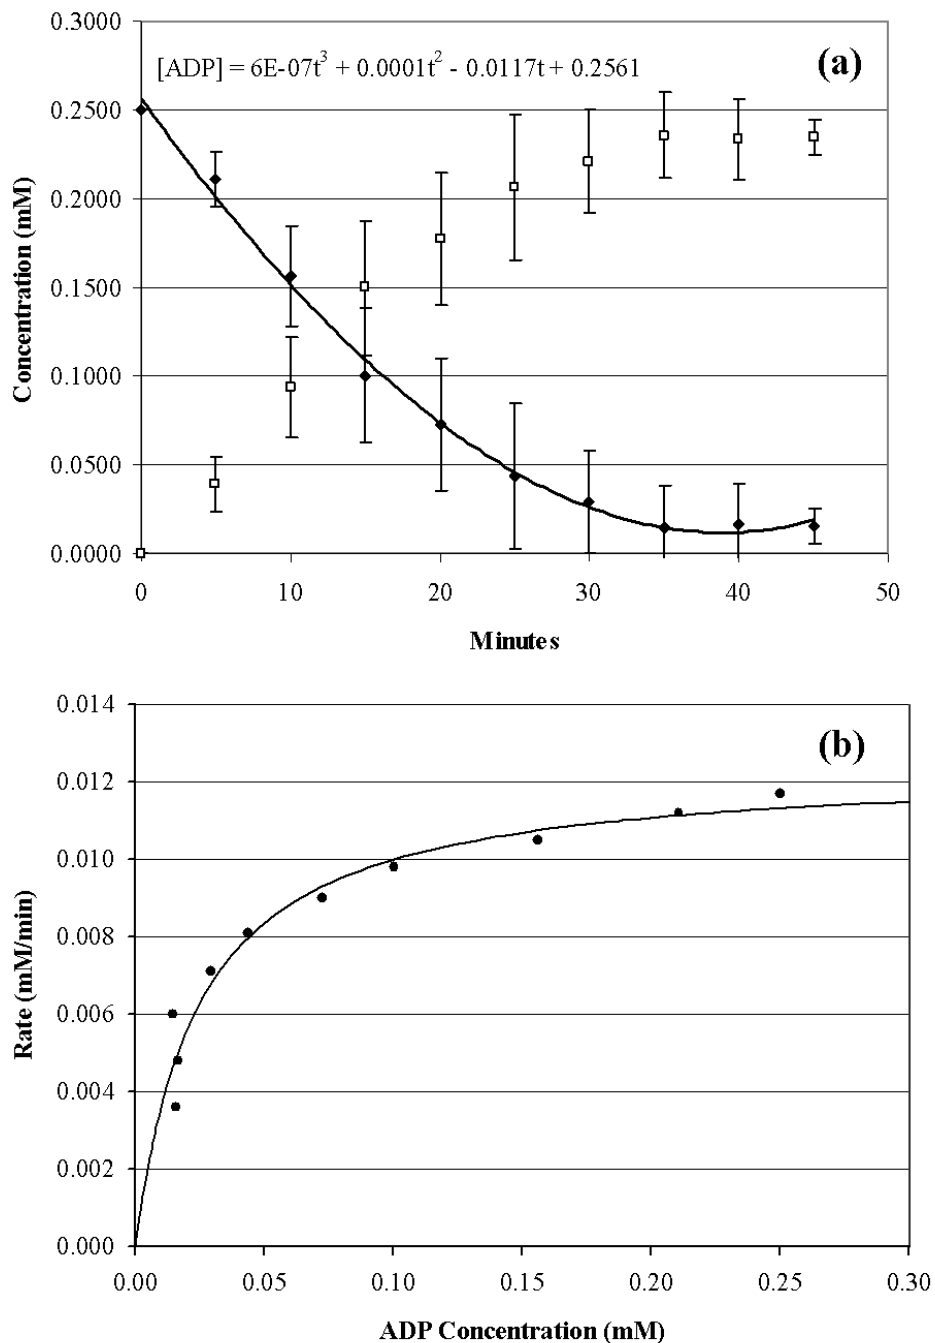 0.3000
(a)
[ADP] = 6E-07t³ + 0.0001t² - 0.0117t + 0.2561
0.2500
0.2000
0.1500
0.1000
0.0500
0.0000
Concentration (mM)
0 10 20 30 40 50
Minutes
0.014
(b)
0.012
0.010
0.008
0.006
0.004
0.002
0.000
Rate (mM/min)
0.00 0.05 0.10 0.15 0.20 0.25 0.30
ADP Concentration (mM)